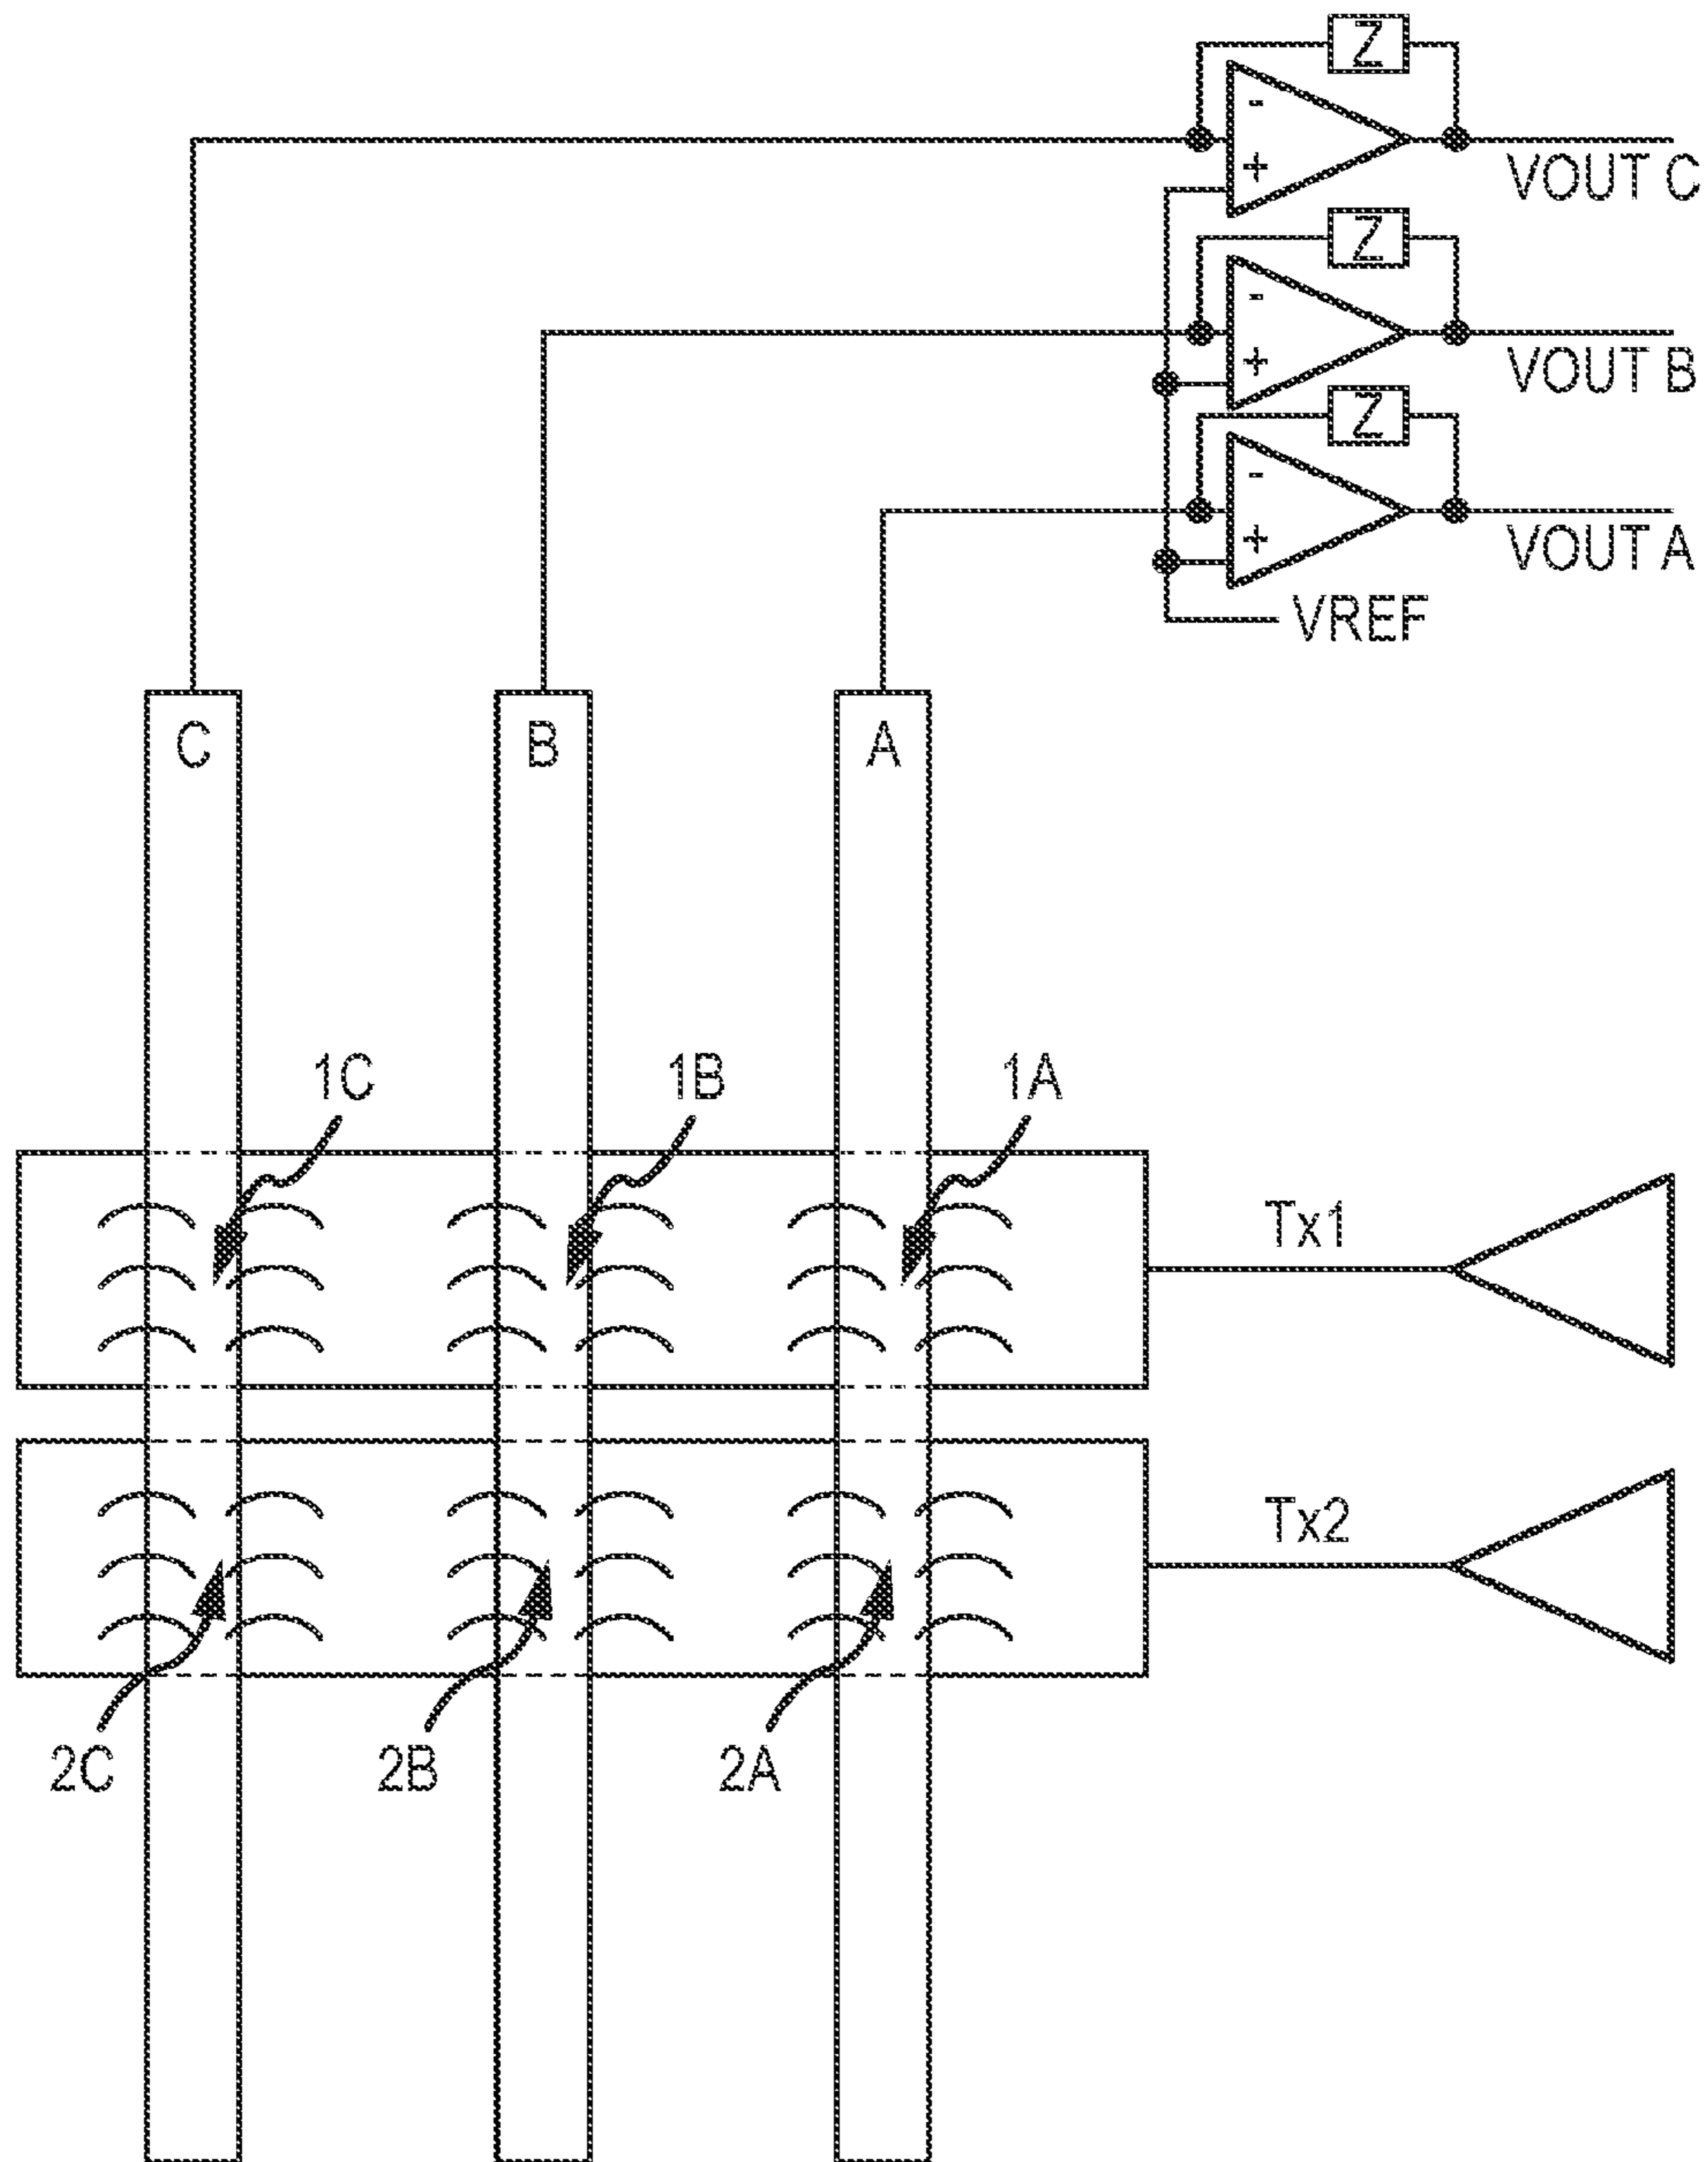 Z
-
+
VOUT C
Z
-
+
VOUT B
Z
-
+
VOUT A
VREF
C
B
A
1C
1B
1A
Tx1
Tx2
2C
2B
2A